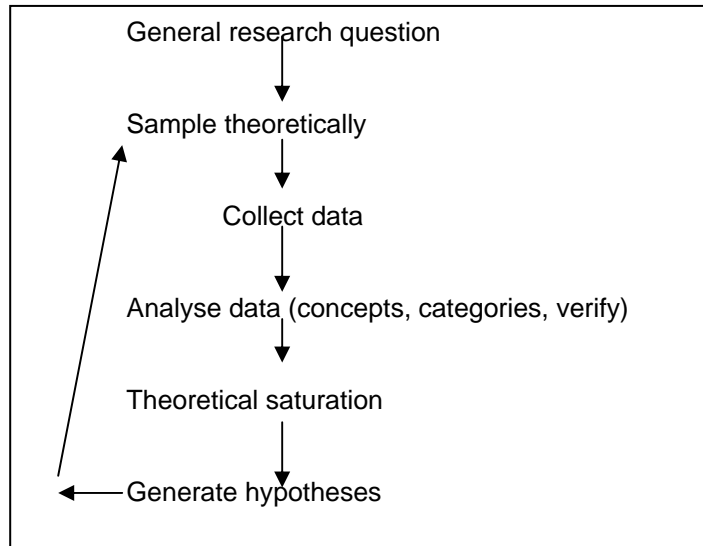 General research question
Sample theoretically
Collect data
Analyse data (concepts, categories, verify)
Theoretical saturation
Generate hypotheses